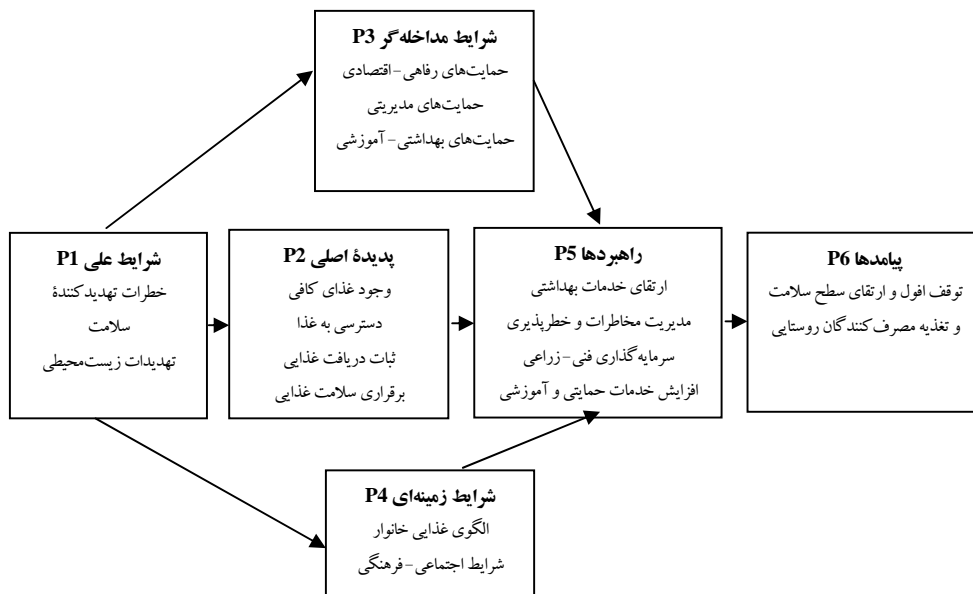 شرایط مداخله‌گر P3
حمایت‌های رفاهی-اقتصادی
حمایت‌های مدیریتی
حمایت‌های بهداشتی-آموزشی
شرایط علی P1
خطرات تهدیدکنندۀ
سلامت
تهدیدات زیست‌محیطی
پدیدۀ اصلی P2
وجود غذای کافی
دسترسی به غذا
ثبات دریافت غذایی
برقراری سلامت غذایی
راهبردها P5
ارتقای خدمات بهداشتی
مدیریت مخاطرات و خطرپذیری
سرمایه‌گذاری فنی-زراعی
افزایش خدمات حمایتی و آموزشی
پیامدها P6
توقف افول و ارتقای سطح سلامت
و تغذیه مصرف‌کنندگان روستایی
شرایط زمینه‌ای P4
الگوی غذایی خانوار
شرایط اجتماعی-فرهنگی